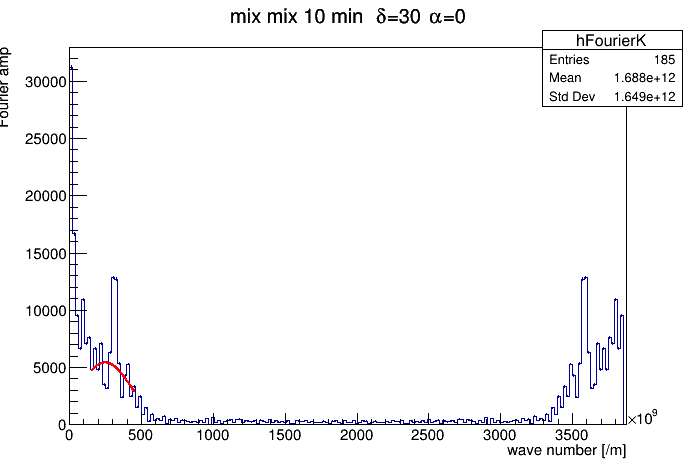 mix mix 10 min δ=30 α=0
hFourierK
Entries 185
Mean 1.688e+12
Std Dev 1.649e+12
Fourier amp
30000
25000
20000
15000
10000
5000
0
0 500 1000 1500 2000 2500 3000 3500
×10⁹
wave number [/m]